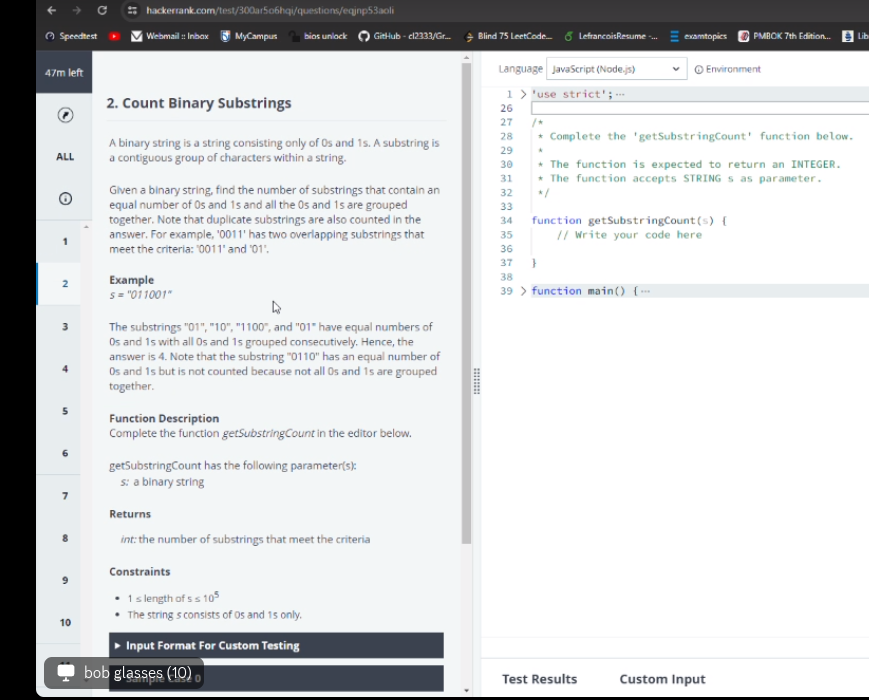 hackerrank.com/test/300ar5o6hqi/questions/eqjnp53aoli
Speedtest
Webmail :: Inbox
MyCampus
bios unlock
GitHub - cl2333/Gr...
Blind 75 LeetCode...
LefrancoisResume -...
examtopics
PMBOK 7th Edition...
Lib
47m left
ALL
1
2
3
4
5
6
7
8
9
10
2. Count Binary Substrings
A binary string is a string consisting only of 0s and 1s. A substring is
a contiguous group of characters within a string.
Given a binary string, find the number of substrings that contain an
equal number of 0s and 1s and all the 0s and 1s are grouped
together. Note that duplicate substrings are also counted in the
answer. For example, '0011' has two overlapping substrings that
meet the criteria: '0011' and '01'.
Example
s = "011001"
The substrings "01", "10", "1100", and "01" have equal numbers of
0s and 1s with all 0s and 1s grouped consecutively. Hence, the
answer is 4. Note that the substring "0110" has an equal number of
0s and 1s but is not counted because not all 0s and 1s are grouped
together.
Function Description
Complete the function getSubstringCount in the editor below.
getSubstringCount has the following parameter(s):
s: a binary string
Returns
int: the number of substrings that meet the criteria
Constraints
• 1 ≤ length of s ≤ 10^5
• The string s consists of 0s and 1s only.
Input Format For Custom Testing
Sample Case 0
bob glasses (10)
Language JavaScript (Node.js) Environment
1 > 'use strict';⋯
26
27 /*
28 * Complete the 'getSubstringCount' function below.
29 *
30 * The function is expected to return an INTEGER.
31 * The function accepts STRING s as parameter.
32 */
33
34 function getSubstringCount(s) {
35 // Write your code here
36
37 }
38
39 > function main() {⋯
Test Results Custom Input